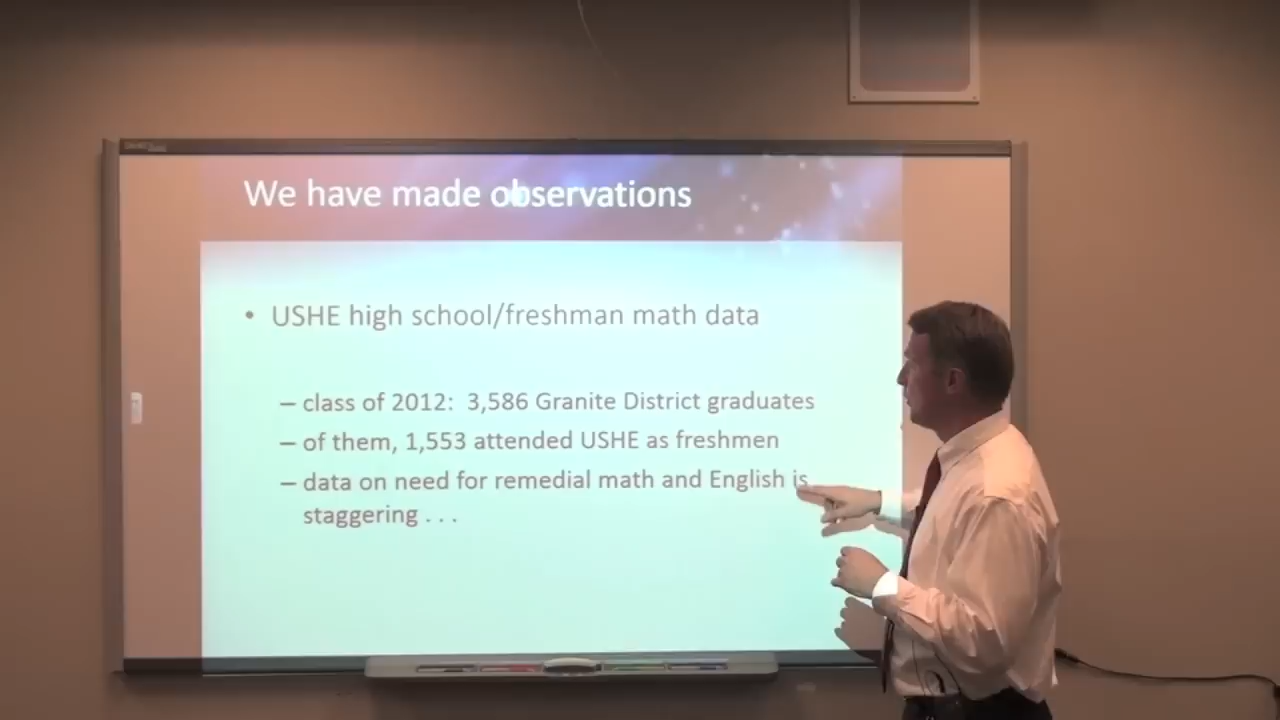 We have made observations
• USHE high school/freshman math data
– class of 2012: 3,586 Granite District graduates
– of them, 1,553 attended USHE as freshmen
– data on need for remedial math and English is
staggering . . .